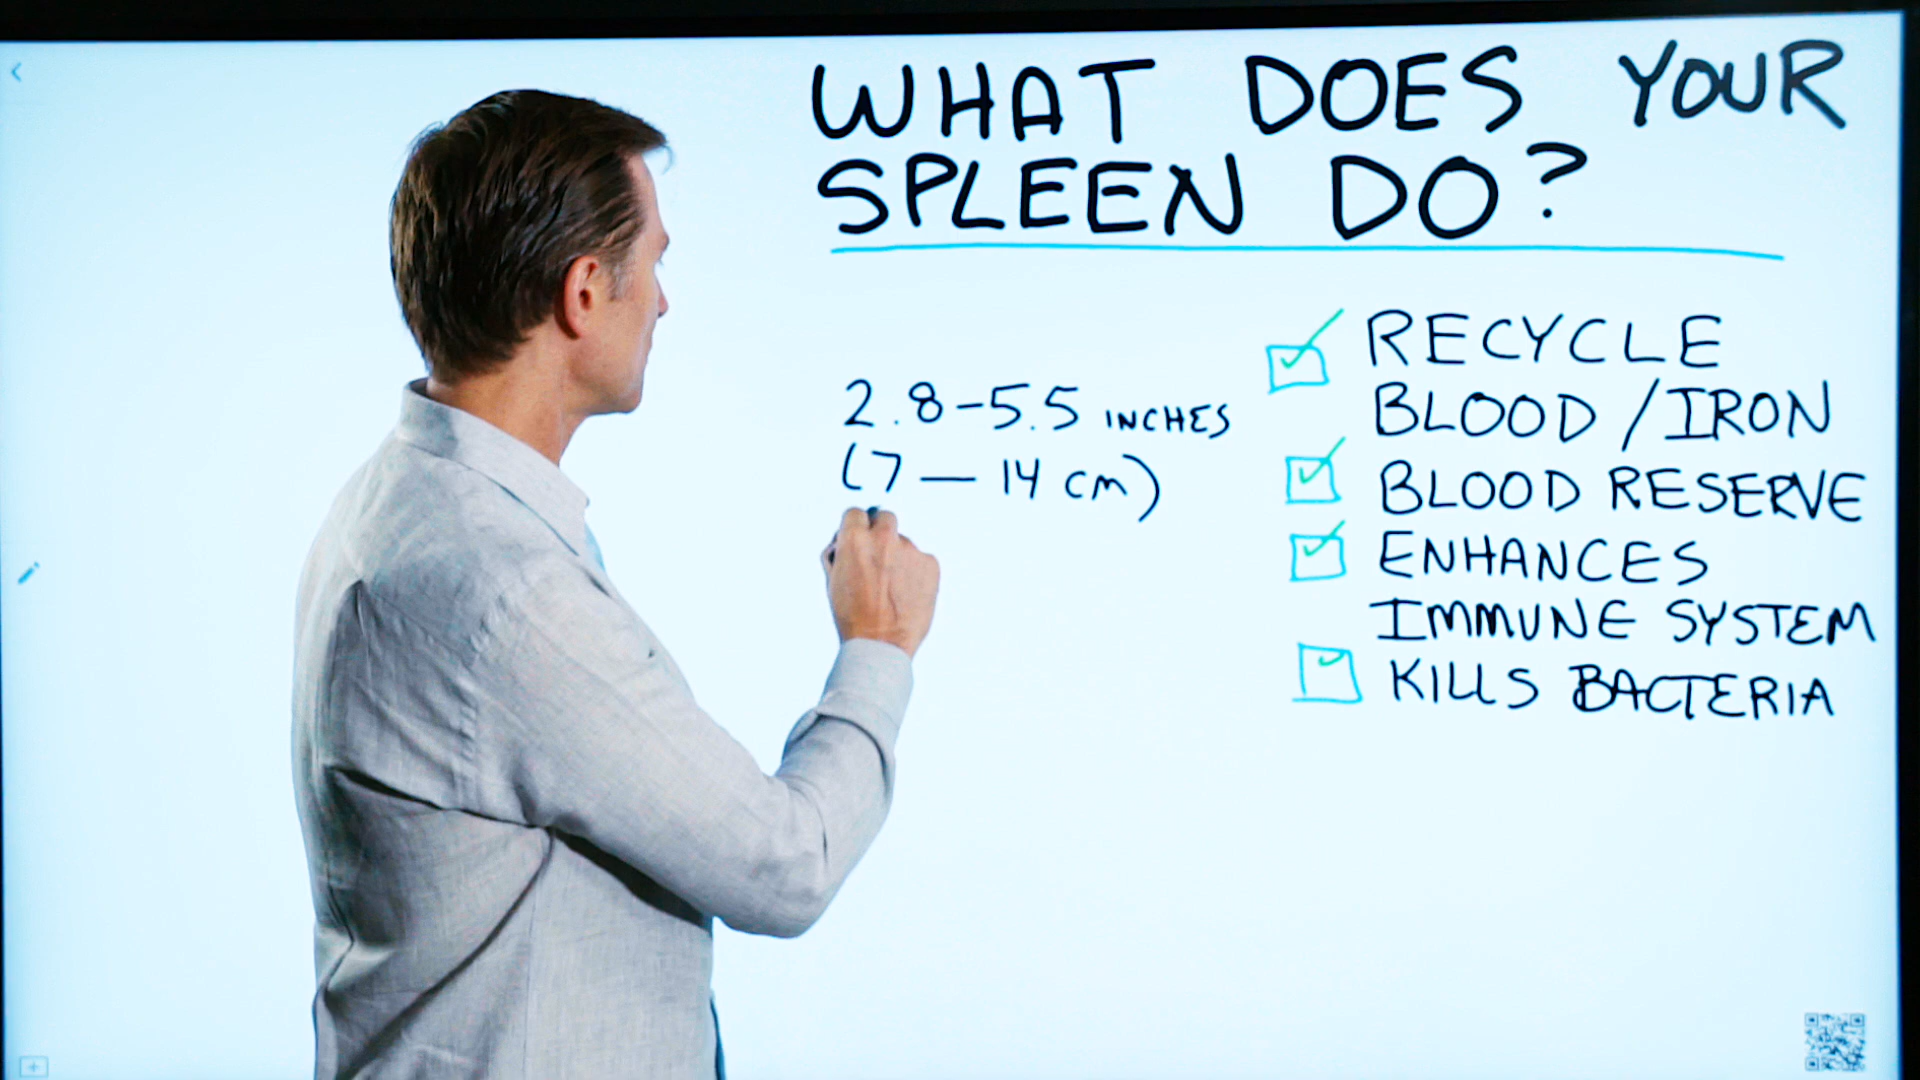 WHAT DOES YOUR
SPLEEN DO?
2.8-5.5 INCHES
(7 — 14 cm)
RECYCLE
BLOOD/IRON
BLOOD RESERVE
ENHANCES
IMMUNE SYSTEM
KILLS BACTERIA